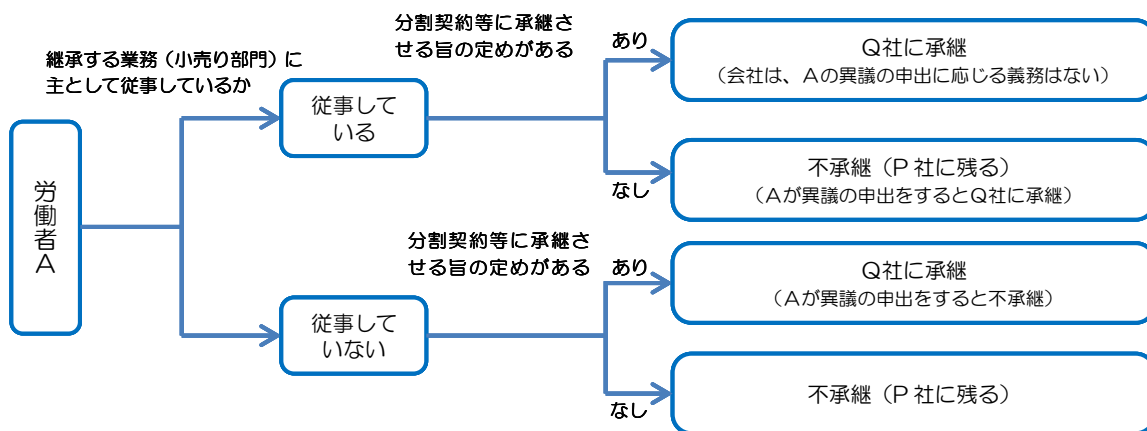 分割契約等に承継さ
せる旨の定めがある
あり
Q社に承継
（会社は、Aの異議の申出に応じる義務はない）
継承する業務（小売り部門）に
主として従事しているか
従事して
いる
不承継（P 社に残る）
（Aが異議の申出をするとQ社に承継）
なし
労働者A
分割契約等に承継さ
せる旨の定めがある
あり
Q社に承継
（Aが異議の申出をすると不承継）
従事して
いない
不承継（P 社に残る）
なし